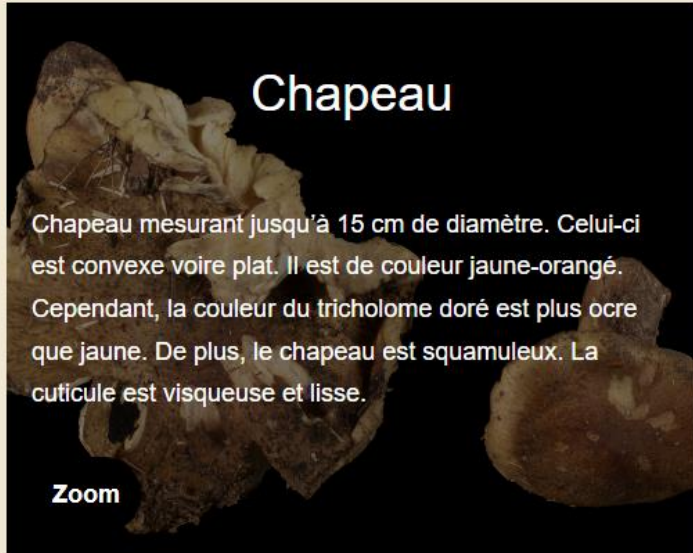 Chapeau
Chapeau mesurant jusqu’à 15 cm de diamètre. Celui-ci
est convexe voire plat. Il est de couleur jaune-orangé.
Cependant, la couleur du tricholome doré est plus ocre
que jaune. De plus, le chapeau est squamuleux. La
cuticule est visqueuse et lisse.
Zoom